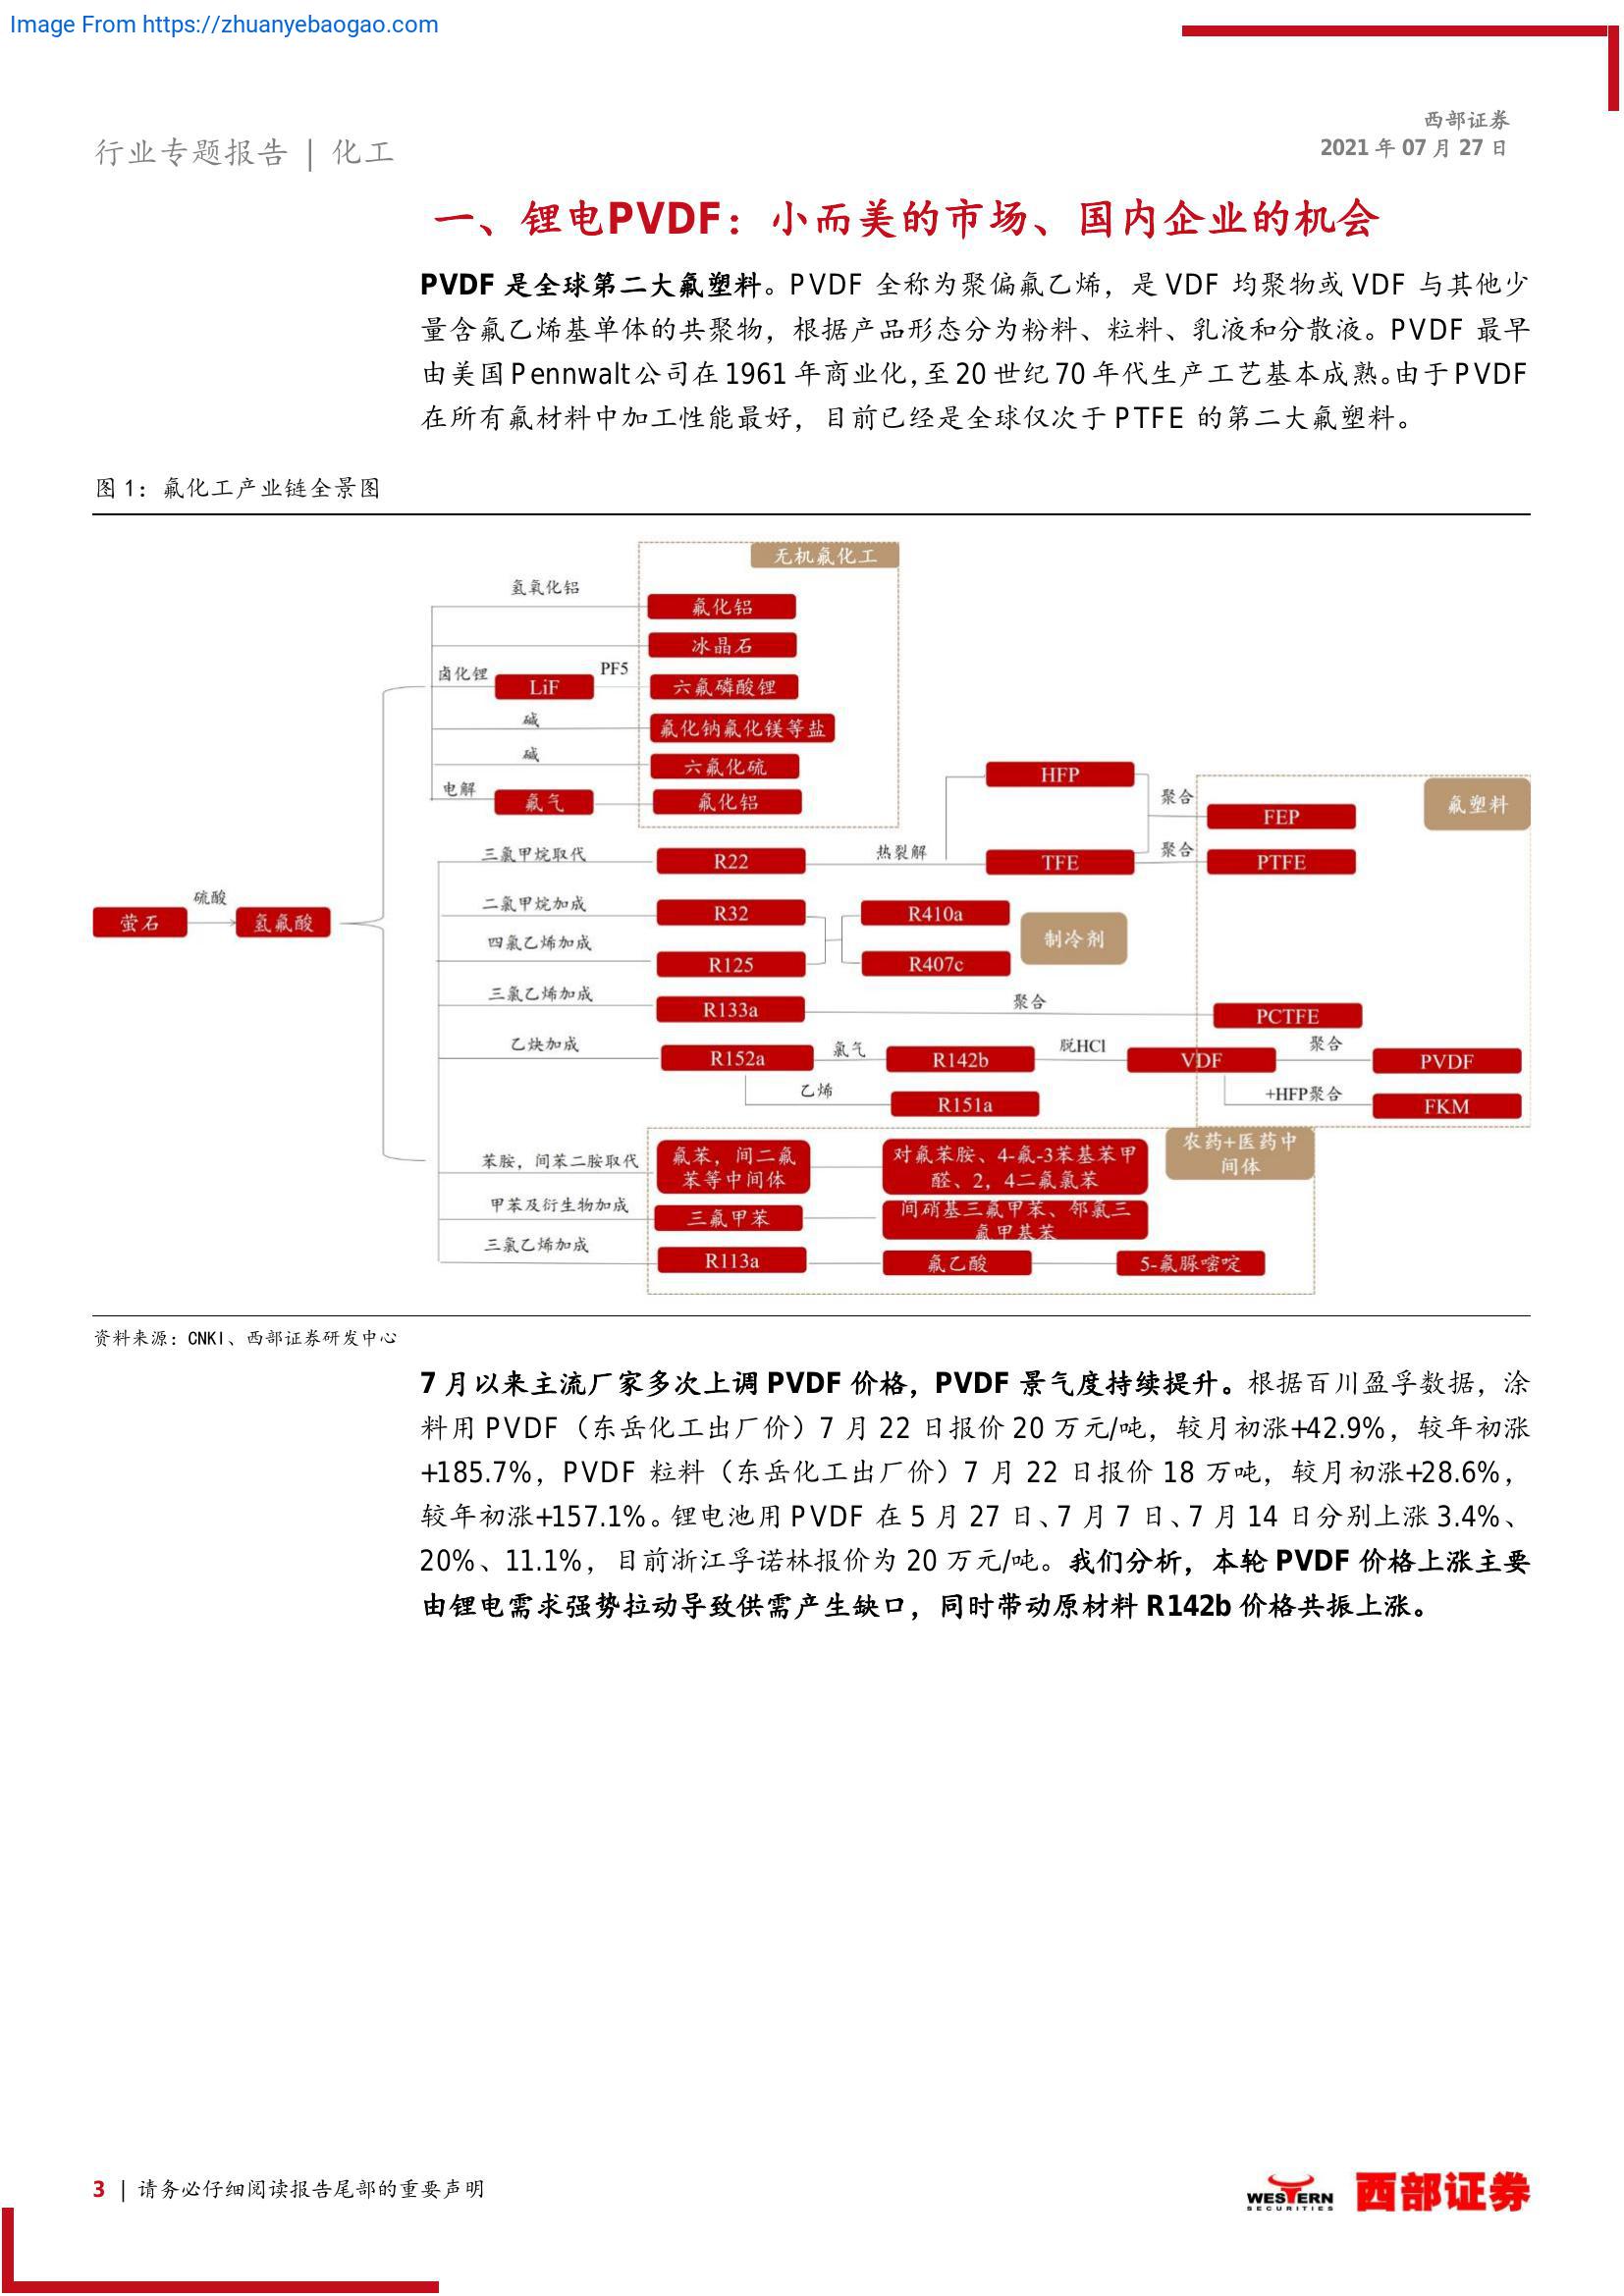 Image From https://zhuanyebaogao.com
行业专题报告 | 化工
西部证券
2021 年 07 月 27 日
一、锂电PVDF：小而美的市场、国内企业的机会
PVDF 是全球第二大氟塑料。PVDF 全称为聚偏氟乙烯，是 VDF 均聚物或 VDF 与其他少
量含氟乙烯基单体的共聚物，根据产品形态分为粉料、粒料、乳液和分散液。PVDF 最早
由美国 Pennwalt 公司在 1961 年商业化，至 20 世纪 70 年代生产工艺基本成熟。由于 PVDF
在所有氟材料中加工性能最好，目前已经是全球仅次于 PTFE 的第二大氟塑料。
图 1：氟化工产业链全景图
无机氟化工
氢氧化铝
氟化铝
冰晶石
卤化锂
LiF
PF5
六氟磷酸锂
碱
氟化钠氟化镁等盐
碱
六氟化硫
电解
氟气
氟化铝
HFP
聚合
FEP
氟塑料
三氯甲烷取代
R22
热裂解
TFE
聚合
PTFE
萤石
硫酸
氢氟酸
二氯甲烷加成
R32
R410a
制冷剂
四氯乙烯加成
R125
R407c
三氯乙烯加成
R133a
聚合
PCTFE
乙炔加成
R152a
氯气
R142b
脱HCl
VDF
聚合
PVDF
乙烯
R151a
+HFP聚合
FKM
农药+医药中
间体
苯胺，间苯二胺取代
氟苯，间二氟
苯等中间体
对氟苯胺、4-氟-3苯基苯甲
醛、2，4二氟氯苯
甲苯及衍生物加成
三氟甲苯
间硝基三氟甲苯、邻氯三
氟甲基苯
三氯乙烯加成
R113a
氟乙酸
5-氟脲嘧啶
资料来源：CNKI、西部证券研发中心
7 月以来主流厂家多次上调 PVDF 价格，PVDF 景气度持续提升。根据百川盈孚数据，涂
料用 PVDF（东岳化工出厂价）7 月 22 日报价 20 万元/吨，较月初涨+42.9%，较年初涨
+185.7%，PVDF 粒料（东岳化工出厂价）7 月 22 日报价 18 万吨，较月初涨+28.6%，
较年初涨+157.1%。锂电池用 PVDF 在 5 月 27 日、7 月 7 日、7 月 14 日分别上涨 3.4%、
20%、11.1%，目前浙江孚诺林报价为 20 万元/吨。我们分析，本轮 PVDF 价格上涨主要
由锂电需求强势拉动导致供需产生缺口，同时带动原材料 R142b 价格共振上涨。
3 | 请务必仔细阅读报告尾部的重要声明
WESTERN
SECURITIES
西部证券